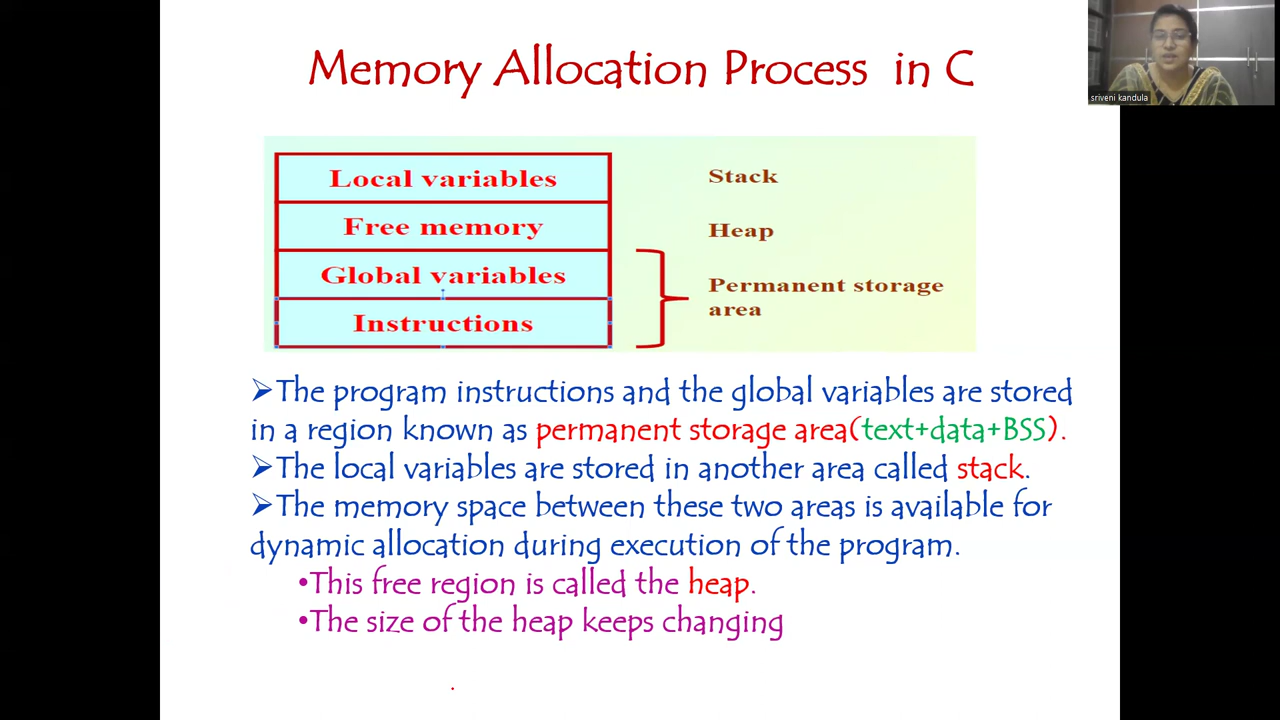 Memory Allocation Process in C
sriveni kandula
Local variables
Stack
Free memory
Heap
Global variables
Permanent storage
area
Instructions
➢The program instructions and the global variables are stored
in a region known as permanent storage area(text+data+BSS).
➢The local variables are stored in another area called stack.
➢The memory space between these two areas is available for
dynamic allocation during execution of the program.
•This free region is called the heap.
•The size of the heap keeps changing